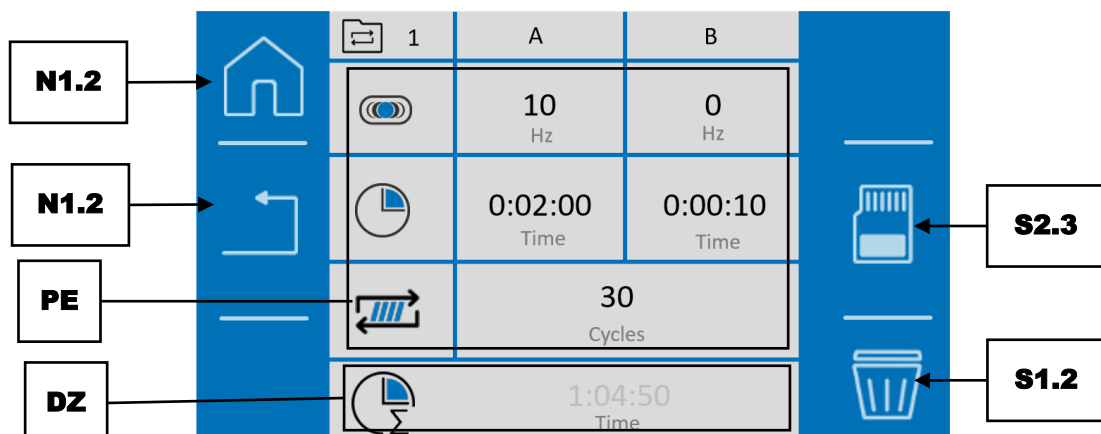 1 A B
N1.2
10 0
Hz Hz
N1.2
0:02:00 0:00:10
Time Time
S2.3
PE
30
Cycles
S1.2
DZ
1:04:50
Time
Σ